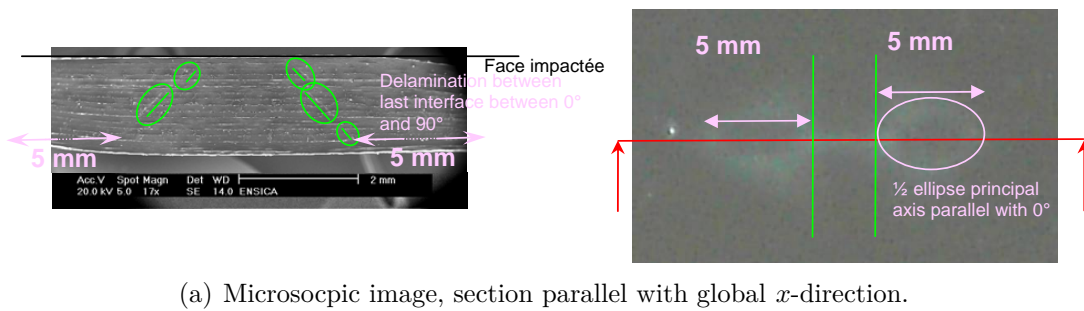 Face impactée
Delamination between
last interface between 0°
and 90°
5 mm
5 mm
Acc.V Spot Magn Det WD 2 mm
20.0 kV 5.0 17x SE 14.0 ENSICA
5 mm
5 mm
½ ellipse principal
axis parallel with 0°
(a) Microsocpic image, section parallel with global x-direction.